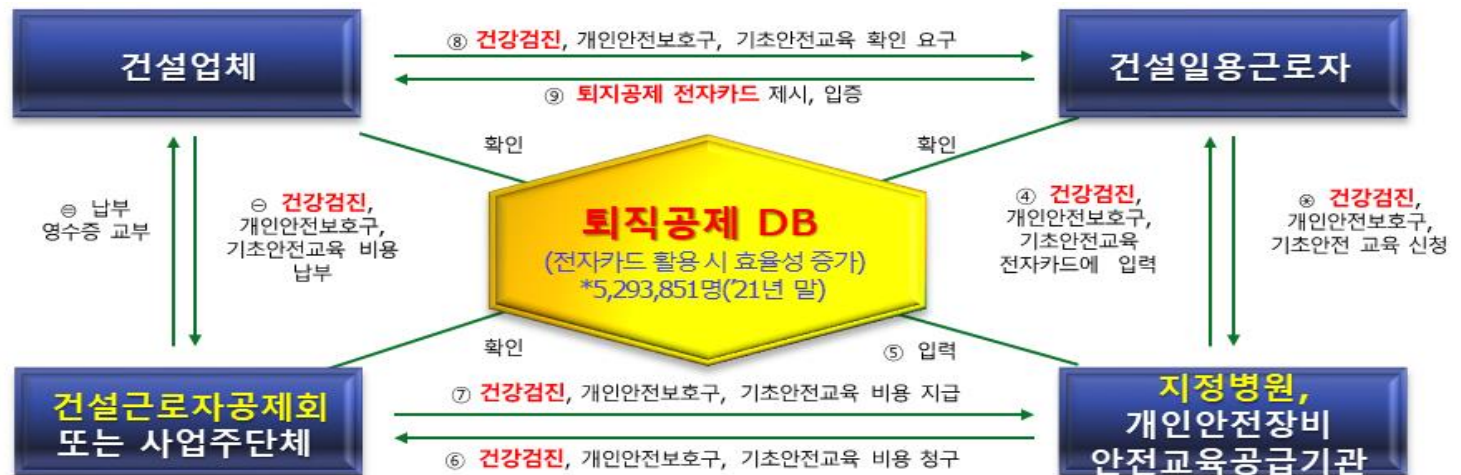 건설업체
⑧ 건강검진, 개인안전보호구, 기초안전교육 확인 요구
⑨ 퇴지공제 전자카드 제시, 입증
건설일용근로자
확인
확인
㊂ 납부
영수증 교부
㊀ 건강검진,
개인안전보호구,
기초안전교육 비용
납부
퇴직공제 DB
(전자카드 활용 시 효율성 증가)
*5,293,851명('21년 말)
④ 건강검진,
개인안전보호구,
기초안전교육
전자카드에 입력
※ 건강검진,
개인안전보호구,
기초안전 교육 신청
확인
⑤ 입력
건설근로자공제회
또는 사업주단체
⑦ 건강검진, 개인안전보호구, 기초안전교육 비용 지급
⑥ 건강검진, 개인안전보호구, 기초안전교육 비용 청구
지정병원,
개인안전장비
안전교육공급기관